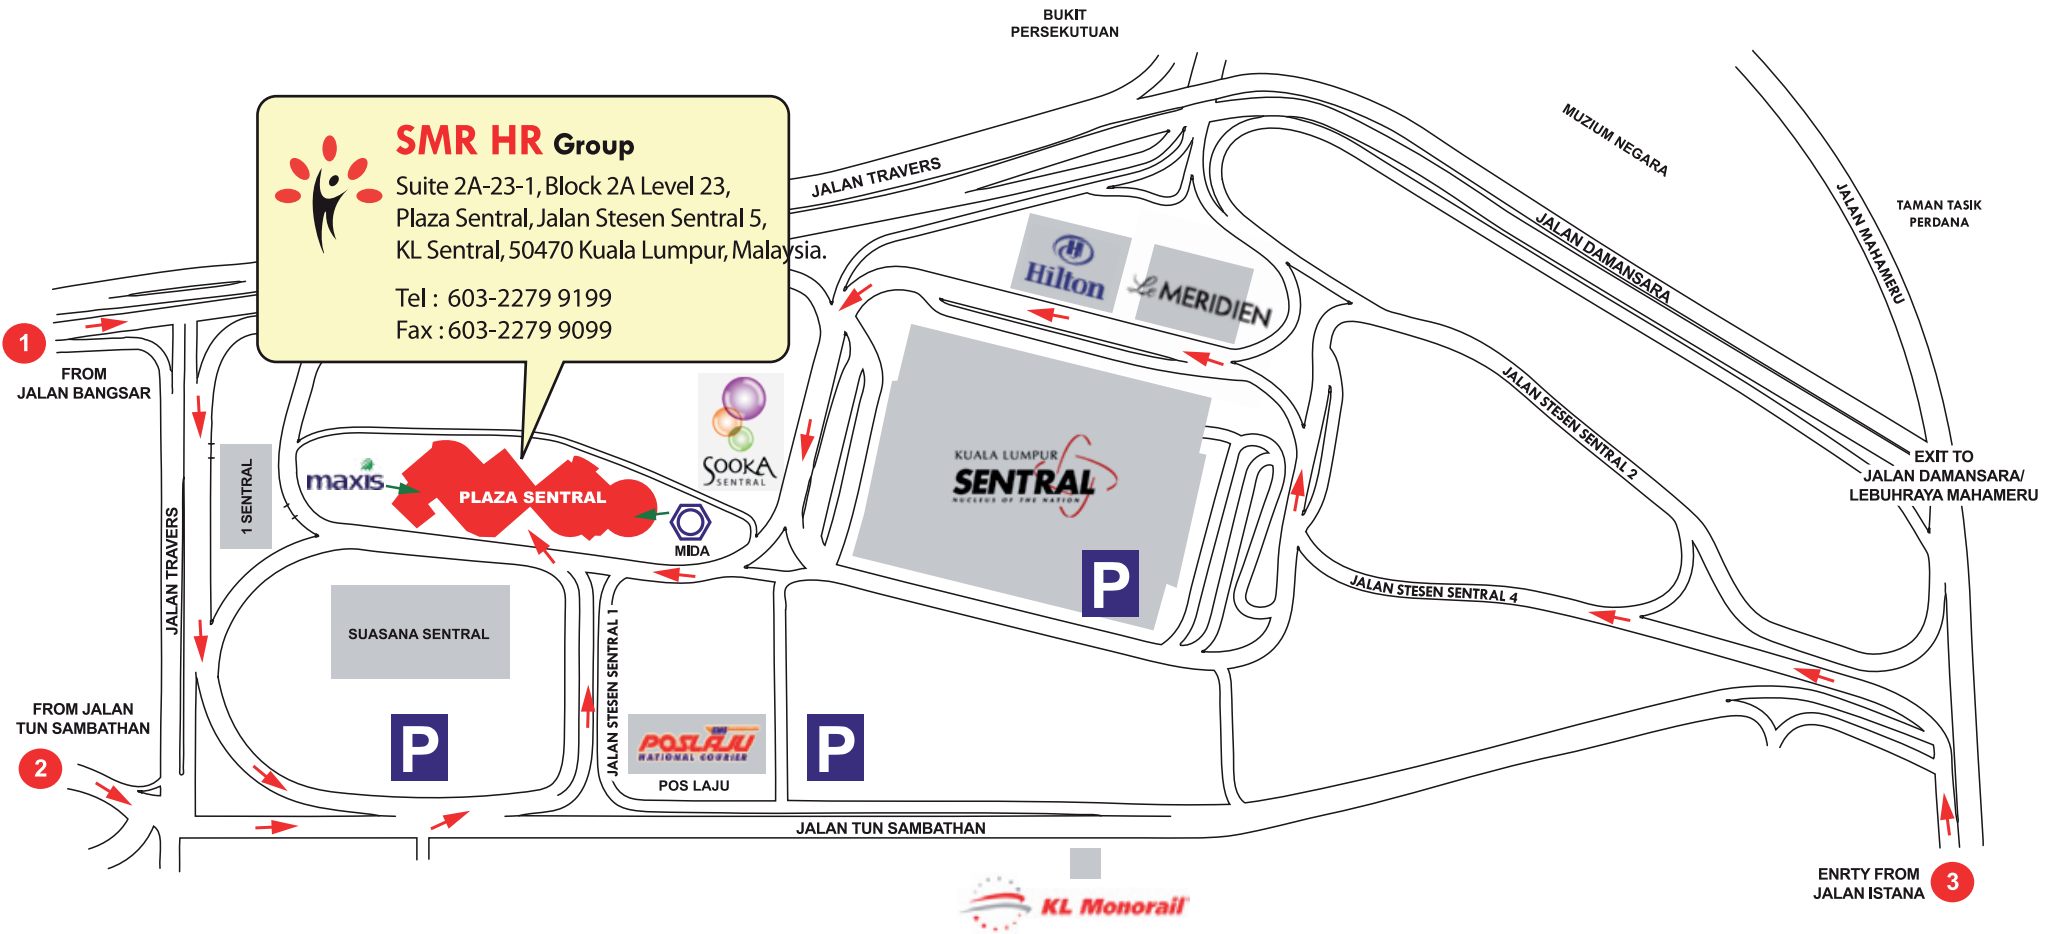 BUKIT
PERSEKUTUAN
SMR HR Group
Suite 2A-23-1, Block 2A Level 23,
Plaza Sentral, Jalan Stesen Sentral 5,
KL Sentral, 50470 Kuala Lumpur, Malaysia.
Tel : 603-2279 9199
Fax : 603-2279 9099
JALAN TRAVERS
MUZIUM NEGARA
JALAN DAMANSARA
JALAN MAHAMERU
TAMAN TASIK
PERDANA
Hilton
Le MERIDIEN
1
FROM
JALAN BANGSAR
SOOKA
SENTRAL
maxis
PLAZA SENTRAL
MIDA
1 SENTRAL
JALAN TRAVERS
KUALA LUMPUR
SENTRAL
NUCLEUS OF THE NATION
P
JALAN STESEN SENTRAL 2
EXIT TO
JALAN DAMANSARA/
LEBUHRAYA MAHAMERU
JALAN STESEN SENTRAL 4
SUASANA SENTRAL
JALAN STESEN SENTRAL 1
FROM JALAN
TUN SAMBATHAN
2
P
POSLAJU
NATIONAL COURIER
POS LAJU
P
JALAN TUN SAMBATHAN
KL Monorail
ENRTY FROM
JALAN ISTANA
3